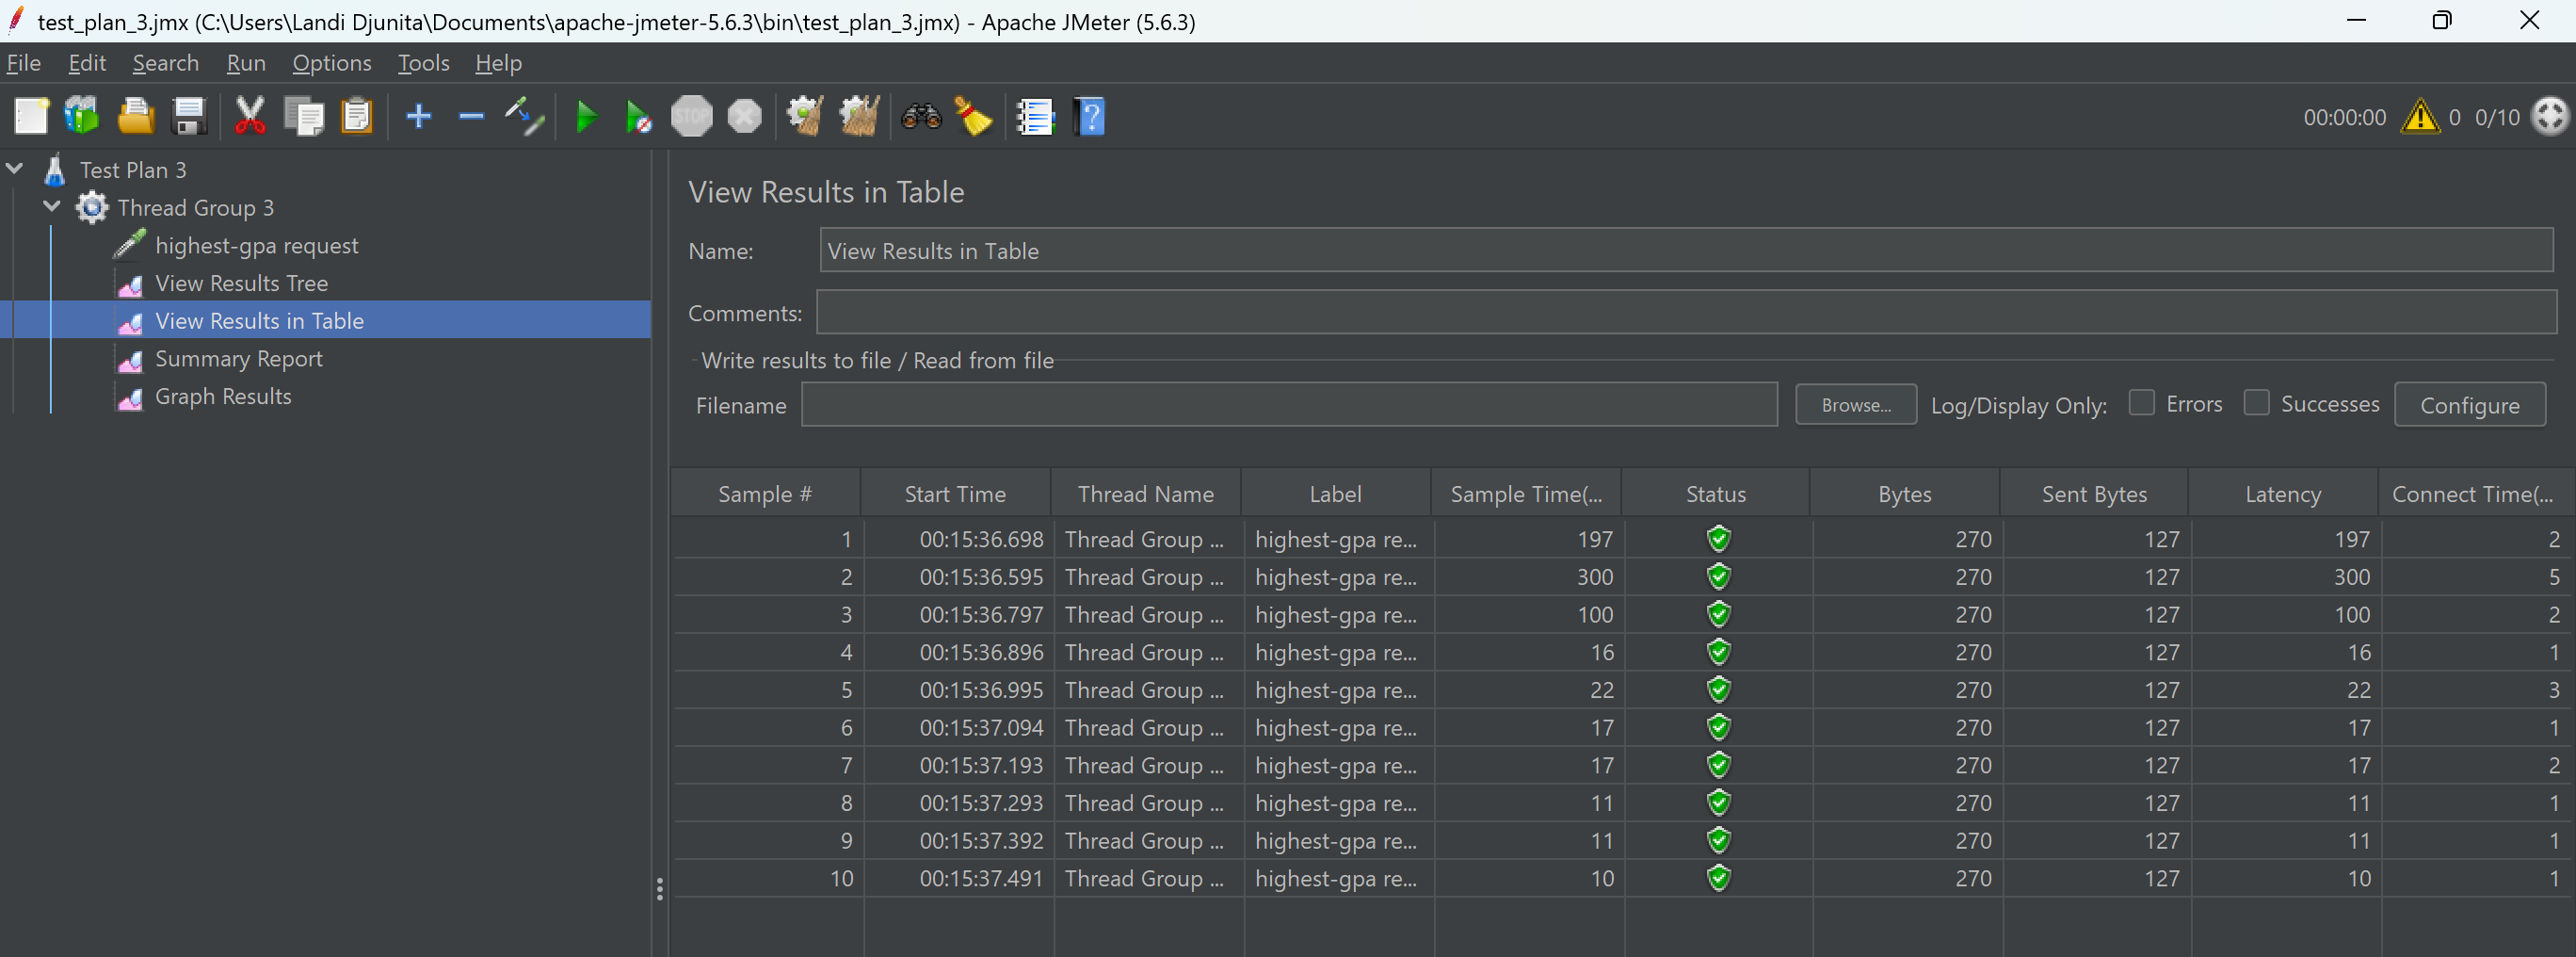 test_plan_3.jmx (C:\Users\Landi Djunita\Documents\apache-jmeter-5.6.3\bin\test_plan_3.jmx) - Apache JMeter (5.6.3)
File Edit Search Run Options Tools Help
STOP 00:00:00 0 0/10
Test Plan 3
Thread Group 3
highest-gpa request
View Results Tree
View Results in Table
Summary Report
Graph Results
View Results in Table
Name: View Results in Table
Comments:
Write results to file / Read from file
Filename Browse... Log/Display Only: Errors Successes Configure
Sample # Start Time Thread Name Label Sample Time(... Status Bytes Sent Bytes Latency Connect Time(...
1 00:15:36.698 Thread Group ... highest-gpa re... 197 270 127 197 2
2 00:15:36.595 Thread Group ... highest-gpa re... 300 270 127 300 5
3 00:15:36.797 Thread Group ... highest-gpa re... 100 270 127 100 2
4 00:15:36.896 Thread Group ... highest-gpa re... 16 270 127 16 1
5 00:15:36.995 Thread Group ... highest-gpa re... 22 270 127 22 3
6 00:15:37.094 Thread Group ... highest-gpa re... 17 270 127 17 1
7 00:15:37.193 Thread Group ... highest-gpa re... 17 270 127 17 2
8 00:15:37.293 Thread Group ... highest-gpa re... 11 270 127 11 1
9 00:15:37.392 Thread Group ... highest-gpa re... 11 270 127 11 1
10 00:15:37.491 Thread Group ... highest-gpa re... 10 270 127 10 1